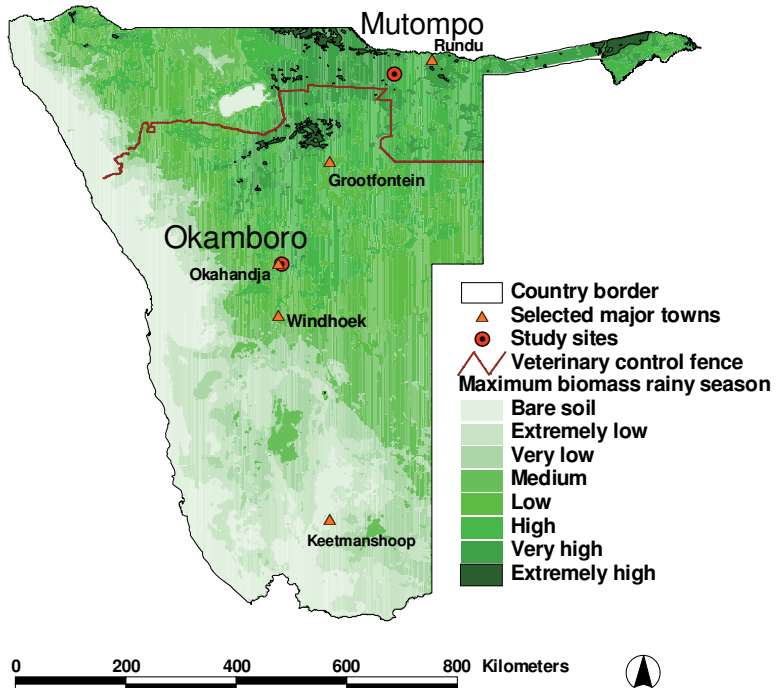 Mutompo
Rundu
Grootfontein
Okamboro
Okahandja
Windhoek
Keetmanshoop
Country border
Selected major towns
Study sites
Veterinary control fence
Maximum biomass rainy season
Bare soil
Extremely low
Very low
Medium
Low
High
Very high
Extremely high
0 200 400 600 800 Kilometers